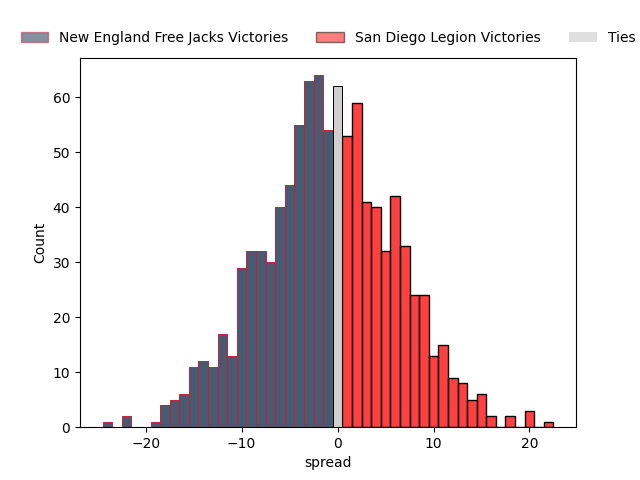 New England Free Jacks Victories San Diego Legion Victories Ties
60
50
40
30
20
10
0
Count
−20 −10 0 10 20
spread